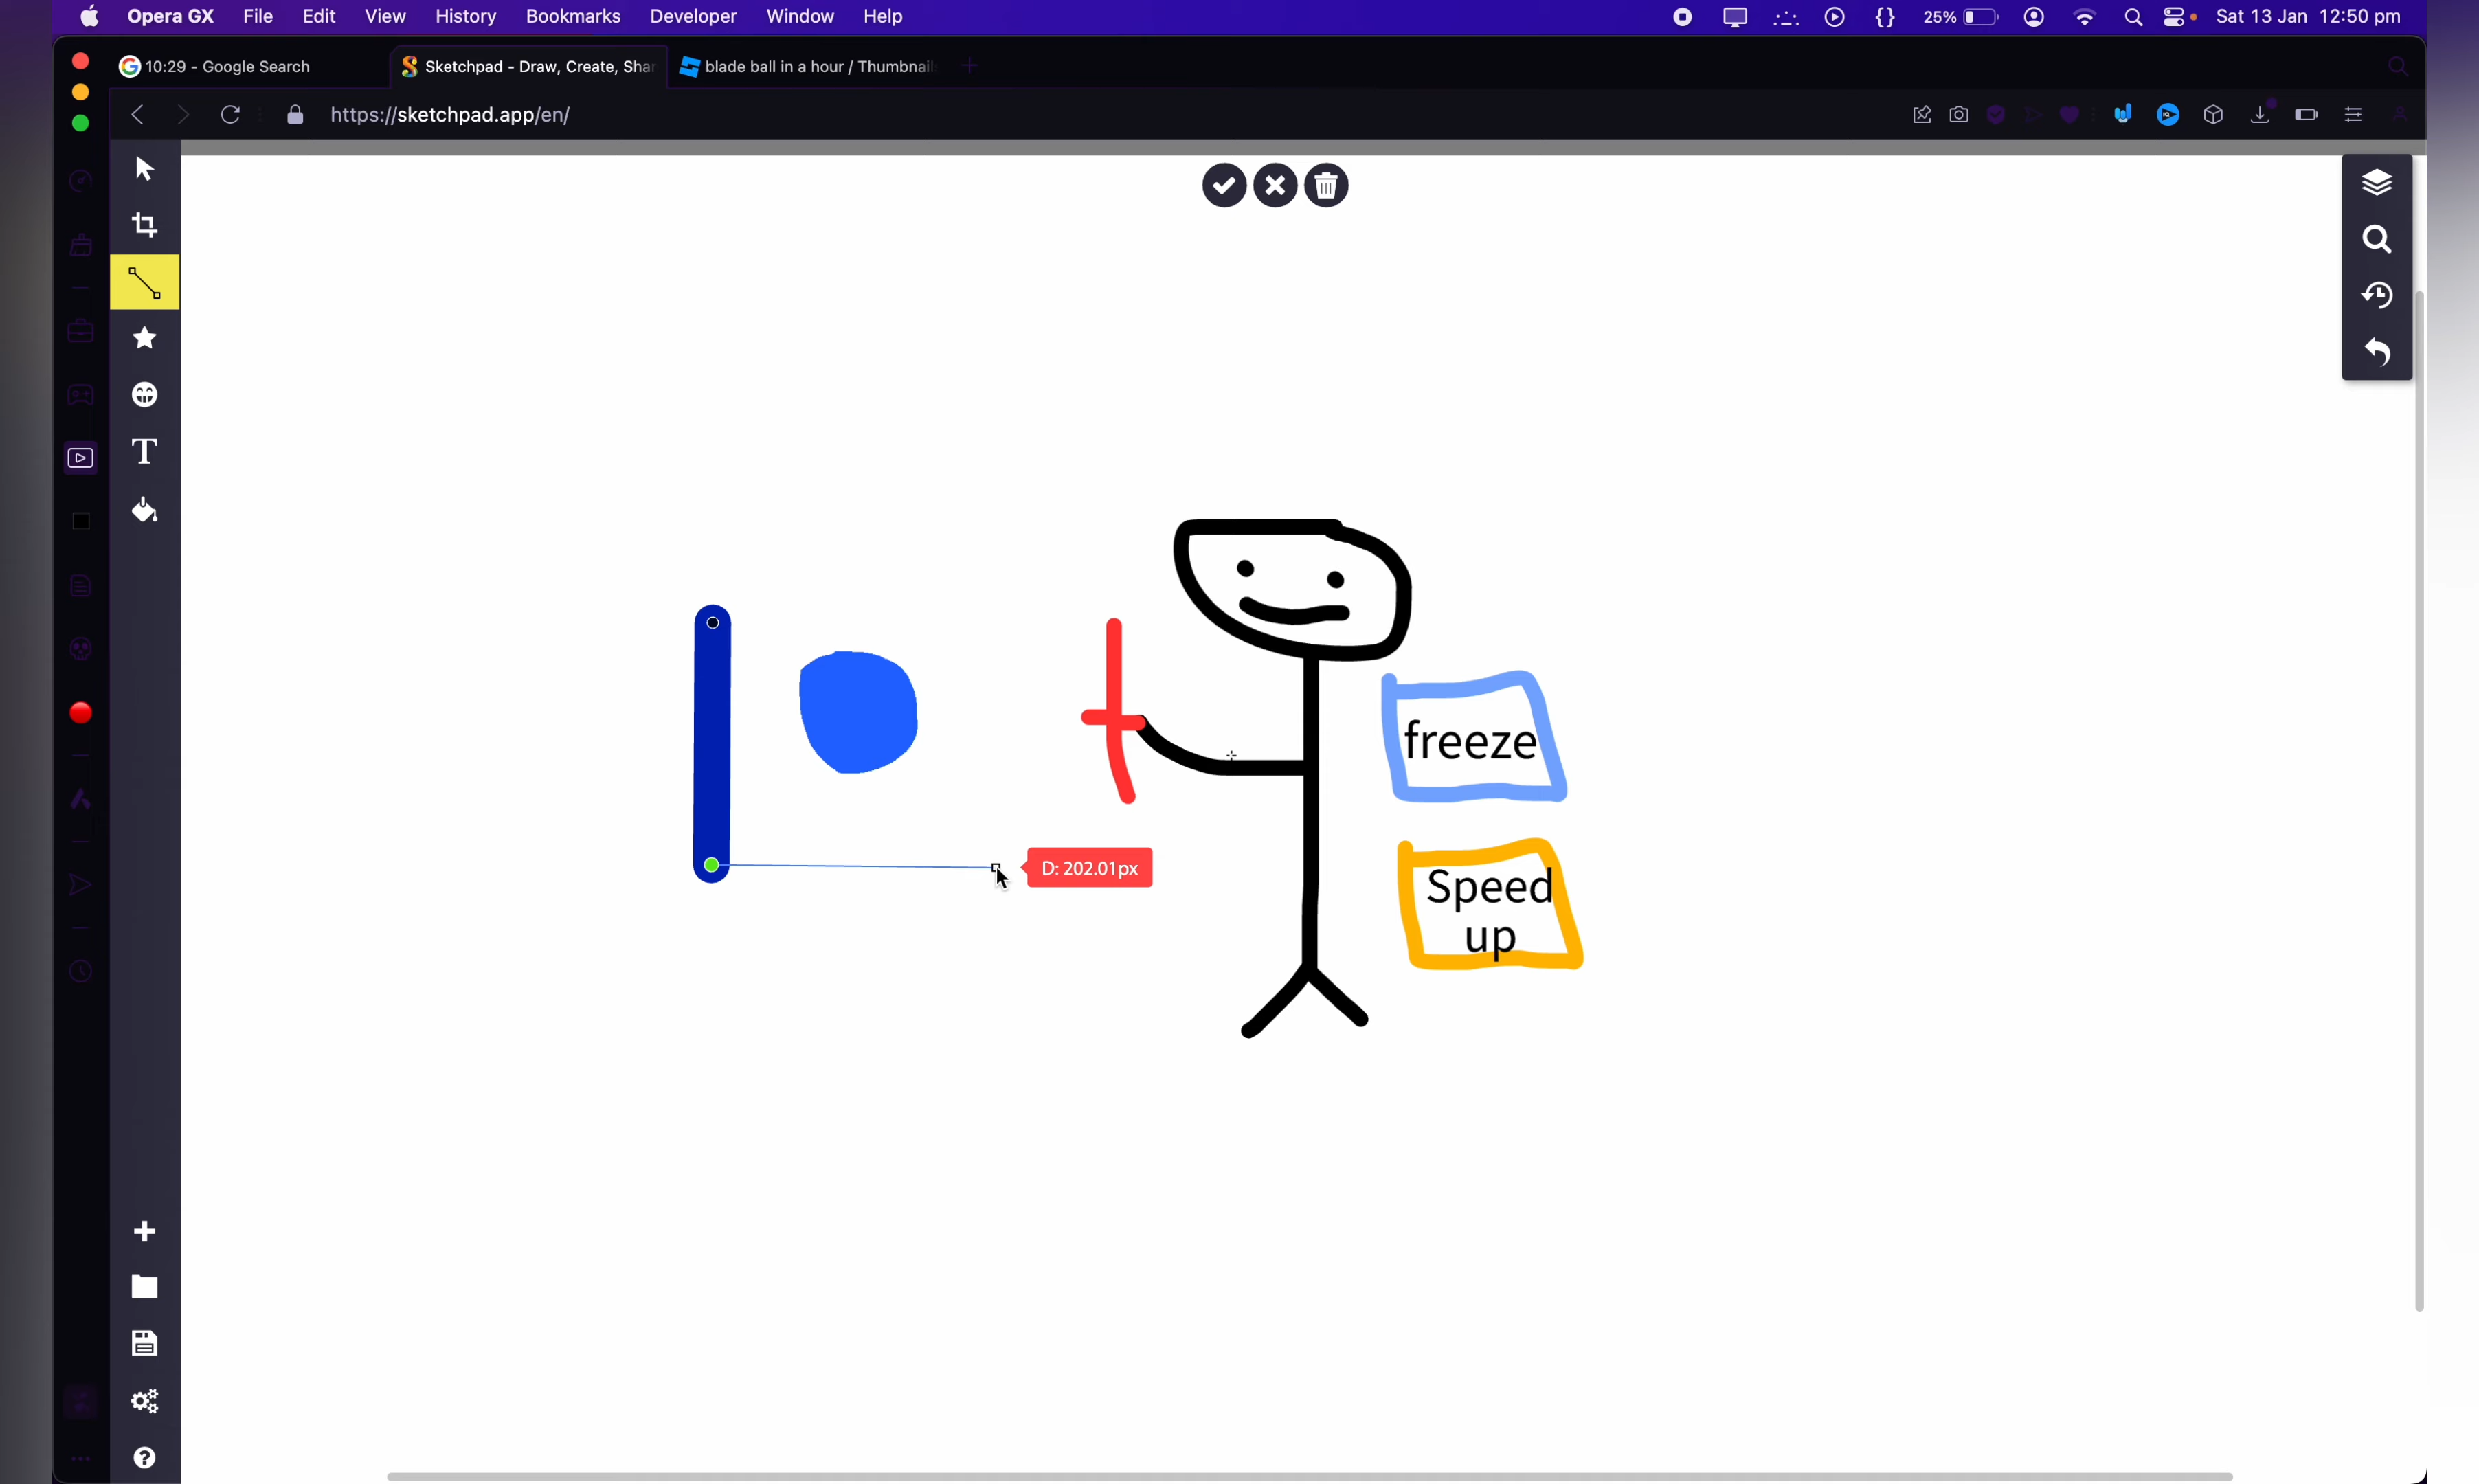 Opera GX File Edit View History Bookmarks Developer Window Help 25% Sat 13 Jan 12:50 pm
10:29 - Google Search Sketchpad - Draw, Create, Shar blade ball in a hour / Thumbnail
https://sketchpad.app/en/
T
freeze
D: 202.01px
Speed
up